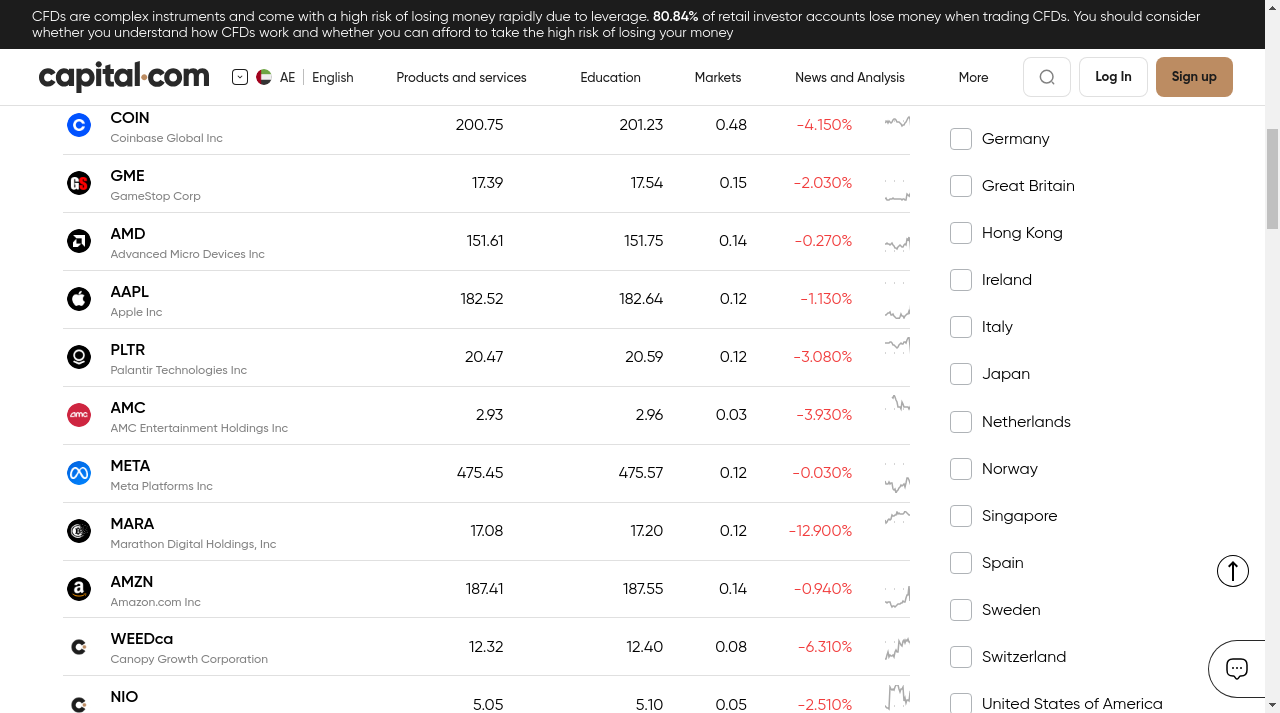 CFDs are complex instruments and come with a high risk of losing money rapidly due to leverage. 80.84% of retail investor accounts lose money when trading CFDs. You should consider
whether you understand how CFDs work and whether you can afford to take the high risk of losing your money
capital.com AE English Products and services Education Markets News and Analysis More Log In Sign up
COIN
Coinbase Global Inc
200.75 201.23 0.48 -4.150%
GME
GameStop Corp
17.39 17.54 0.15 -2.030%
AMD
Advanced Micro Devices Inc
151.61 151.75 0.14 -0.270%
AAPL
Apple Inc
182.52 182.64 0.12 -1.130%
PLTR
Palantir Technologies Inc
20.47 20.59 0.12 -3.080%
amc
AMC
AMC Entertainment Holdings Inc
2.93 2.96 0.03 -3.930%
META
Meta Platforms Inc
475.45 475.57 0.12 -0.030%
MARA
Marathon Digital Holdings, Inc
17.08 17.20 0.12 -12.900%
AMZN
Amazon.com Inc
187.41 187.55 0.14 -0.940%
WEEDca
Canopy Growth Corporation
12.32 12.40 0.08 -6.310%
NIO
5.05 5.10 0.05 -2.510%
Germany
Great Britain
Hong Kong
Ireland
Italy
Japan
Netherlands
Norway
Singapore
Spain
Sweden
Switzerland
United States of America